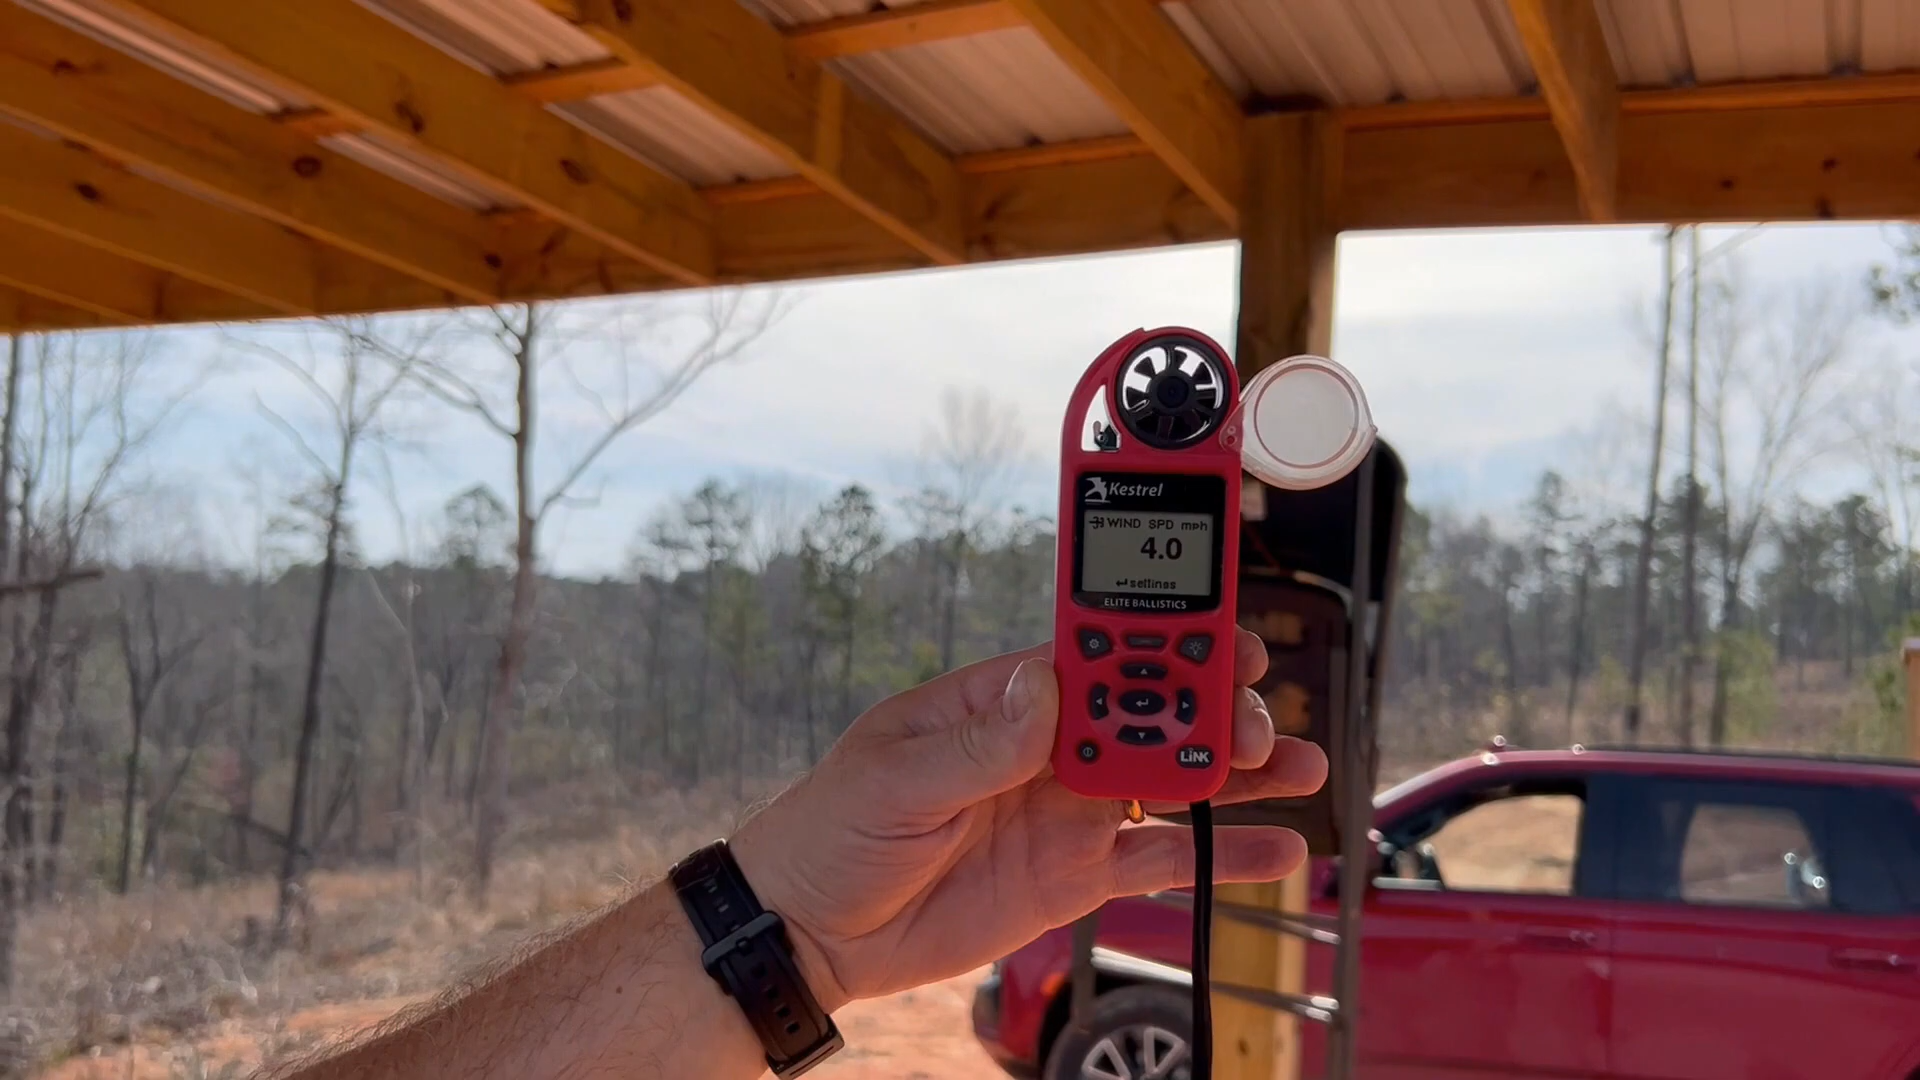 Kestrel
WIND SPD mph
4.0
↵ settings
ELITE BALLISTICS
LiNK